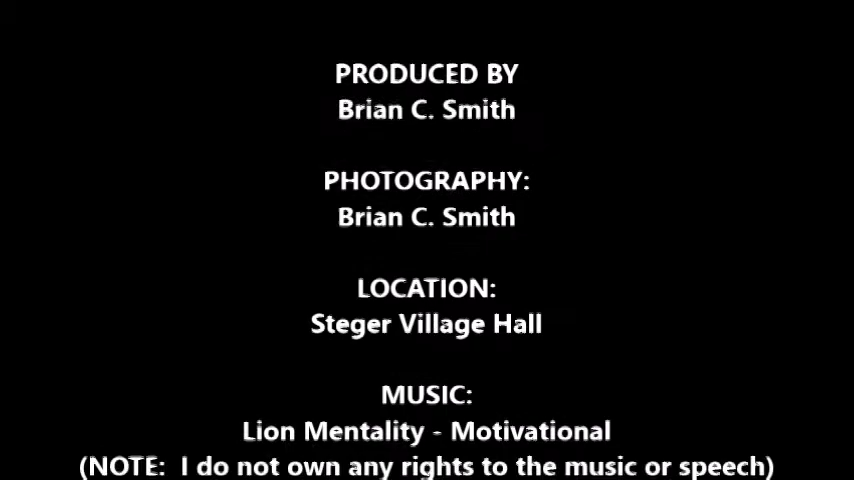 PRODUCED BY
Brian C. Smith
PHOTOGRAPHY:
Brian C. Smith
LOCATION:
Steger Village Hall
MUSIC:
Lion Mentality - Motivational
(NOTE:  I do not own any rights to the music or speech)